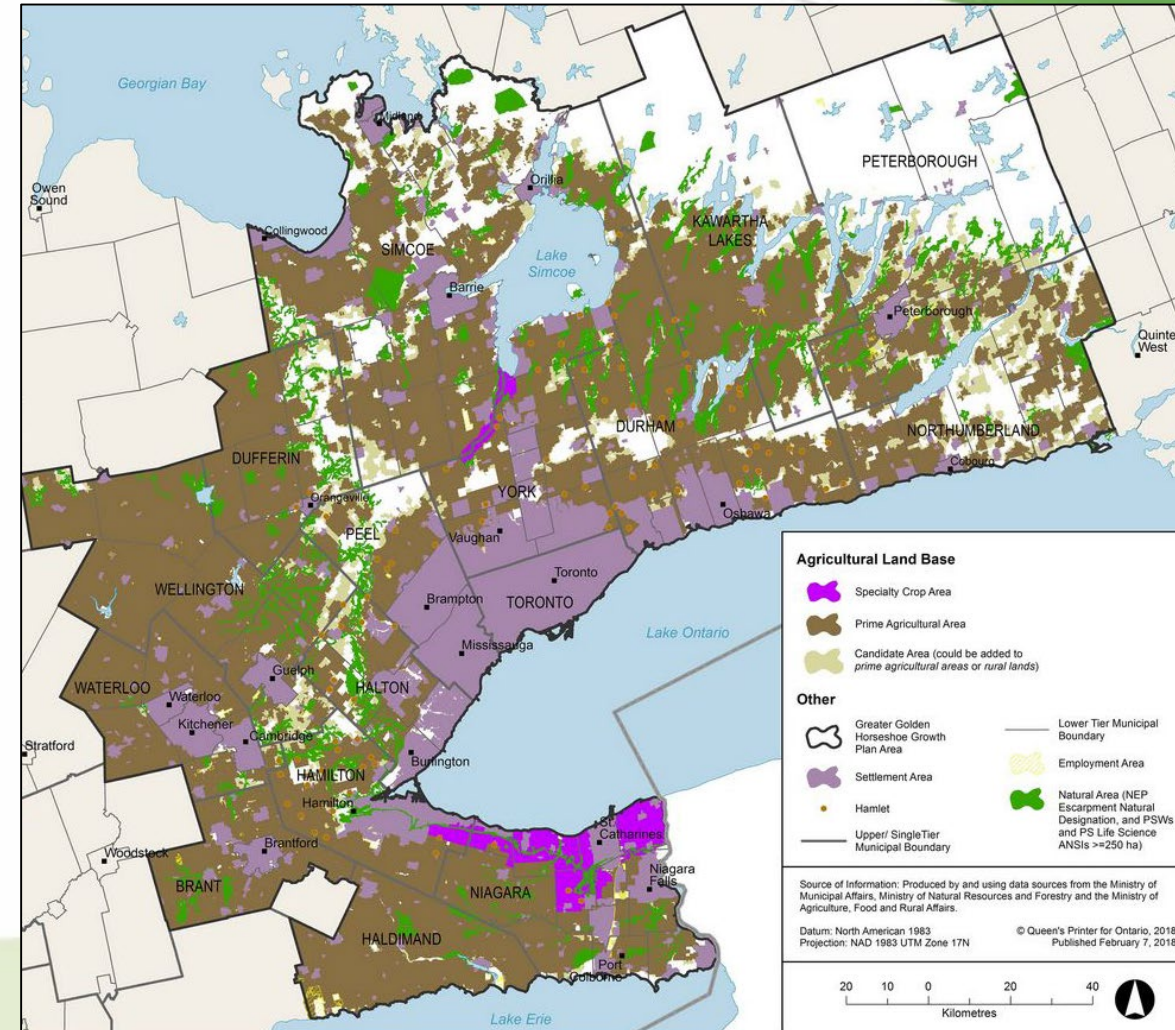 Georgian Bay
Midland
Owen
Sound
Orillia
PETERBOROUGH
Collingwood
SIMCOE
KAWARTHA
LAKES
Lake
Simcoe
Barrie
Peterborough
Quinte
West
DURHAM
NORTHUMBERLAND
DUFFERIN
Cobourg
Orangeville
YORK
Oshawa
PEEL
Vaughan
WELLINGTON
Toronto
Brampton
TORONTO
Mississauga
Lake Ontario
Guelph
HALTON
WATERLOO
Waterloo
Kitchener
Cambridge
Stratford
Burlington
HAMILTON
Hamilton
St.
Catharines
Woodstock
Brantford
Niagara
Falls
BRANT
NIAGARA
HALDIMAND
Port
Colborne
Lake Erie
Agricultural Land Base
Specialty Crop Area
Prime Agricultural Area
Candidate Area (could be added to
prime agricultural areas or rural lands)
Other
Greater Golden
Horseshoe Growth
Plan Area
Settlement Area
Hamlet
Upper/ SingleTier
Municipal Boundary
Lower Tier Municipal
Boundary
Employment Area
Natural Area (NEP
Escarpment Natural
Designation, and PSWs
and PS Life Science
ANSIs >=250 ha)
Source of Information: Produced by and using data sources from the Ministry of
Municipal Affairs, Ministry of Natural Resources and Forestry and the Ministry of
Agriculture, Food and Rural Affairs.
Datum: North American 1983
Projection: NAD 1983 UTM Zone 17N
© Queen's Printer for Ontario, 2018
Published February 7, 2018
20 10 0 20 40
Kilometres